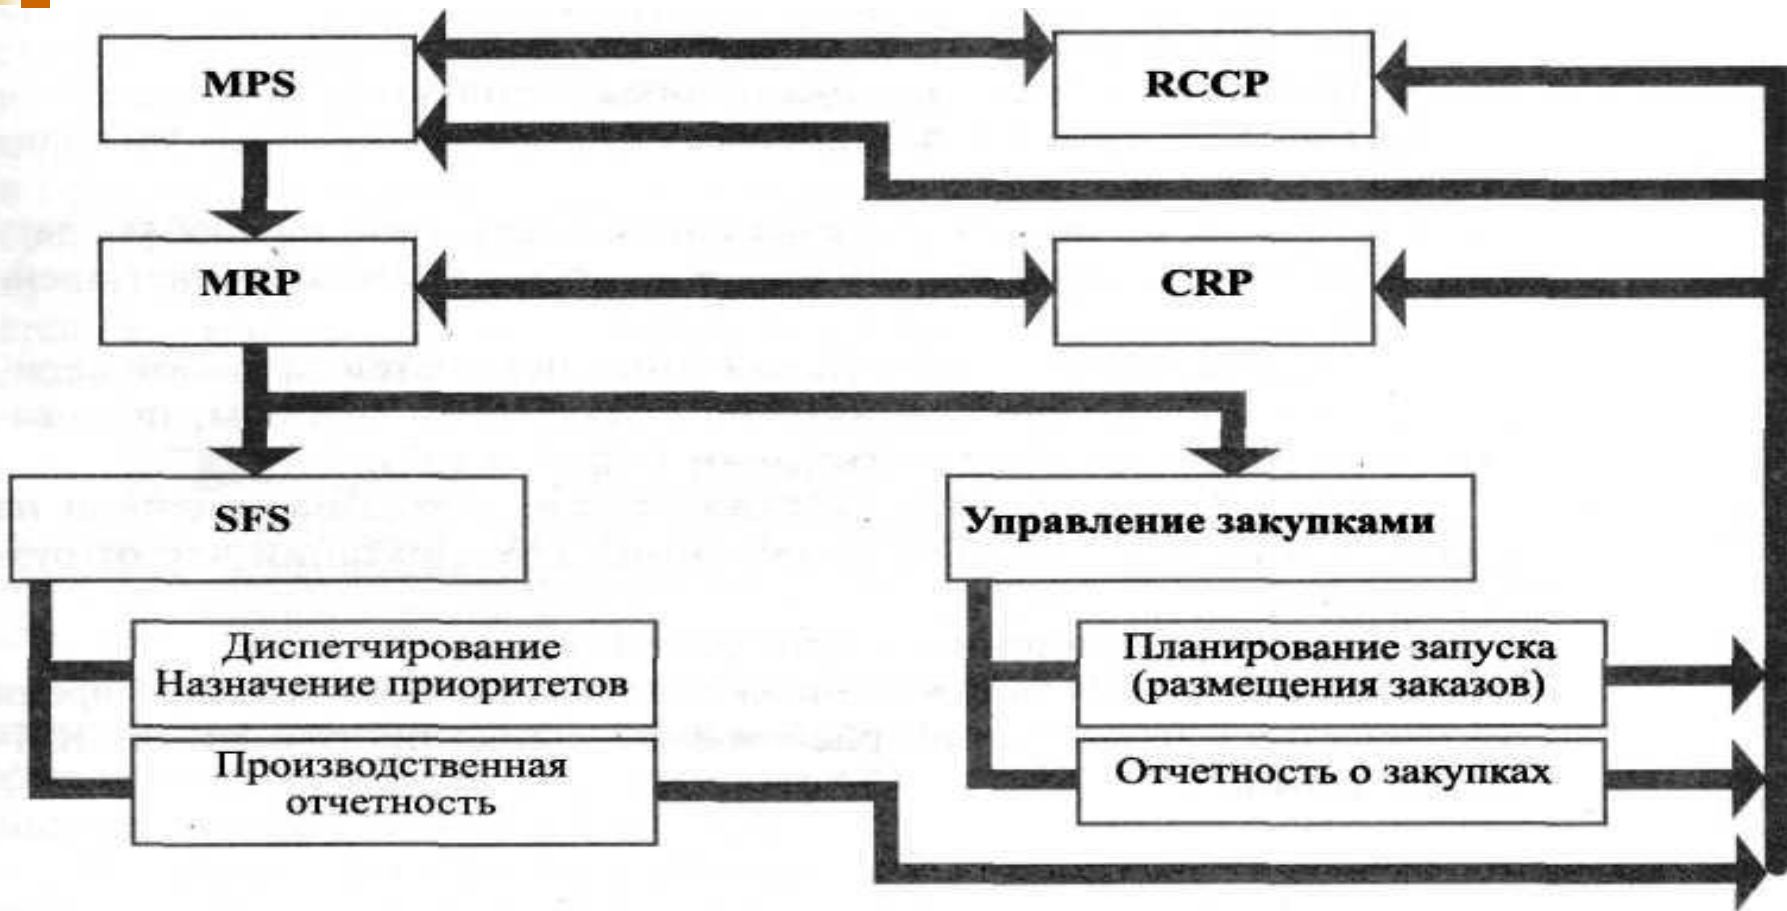 MPS
RCCP
MRP
CRP
SFS
Управление закупками
Диспетчирование
Назначение приоритетов
Производственная
отчетность
Планирование запуска
(размещения заказов)
Отчетность о закупках